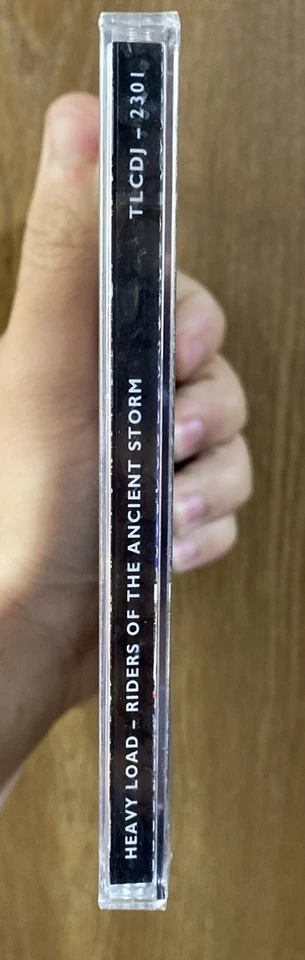 HEAVY LOAD – RIDERS OF THE ANCIENT STORM TLCDJ – 2301